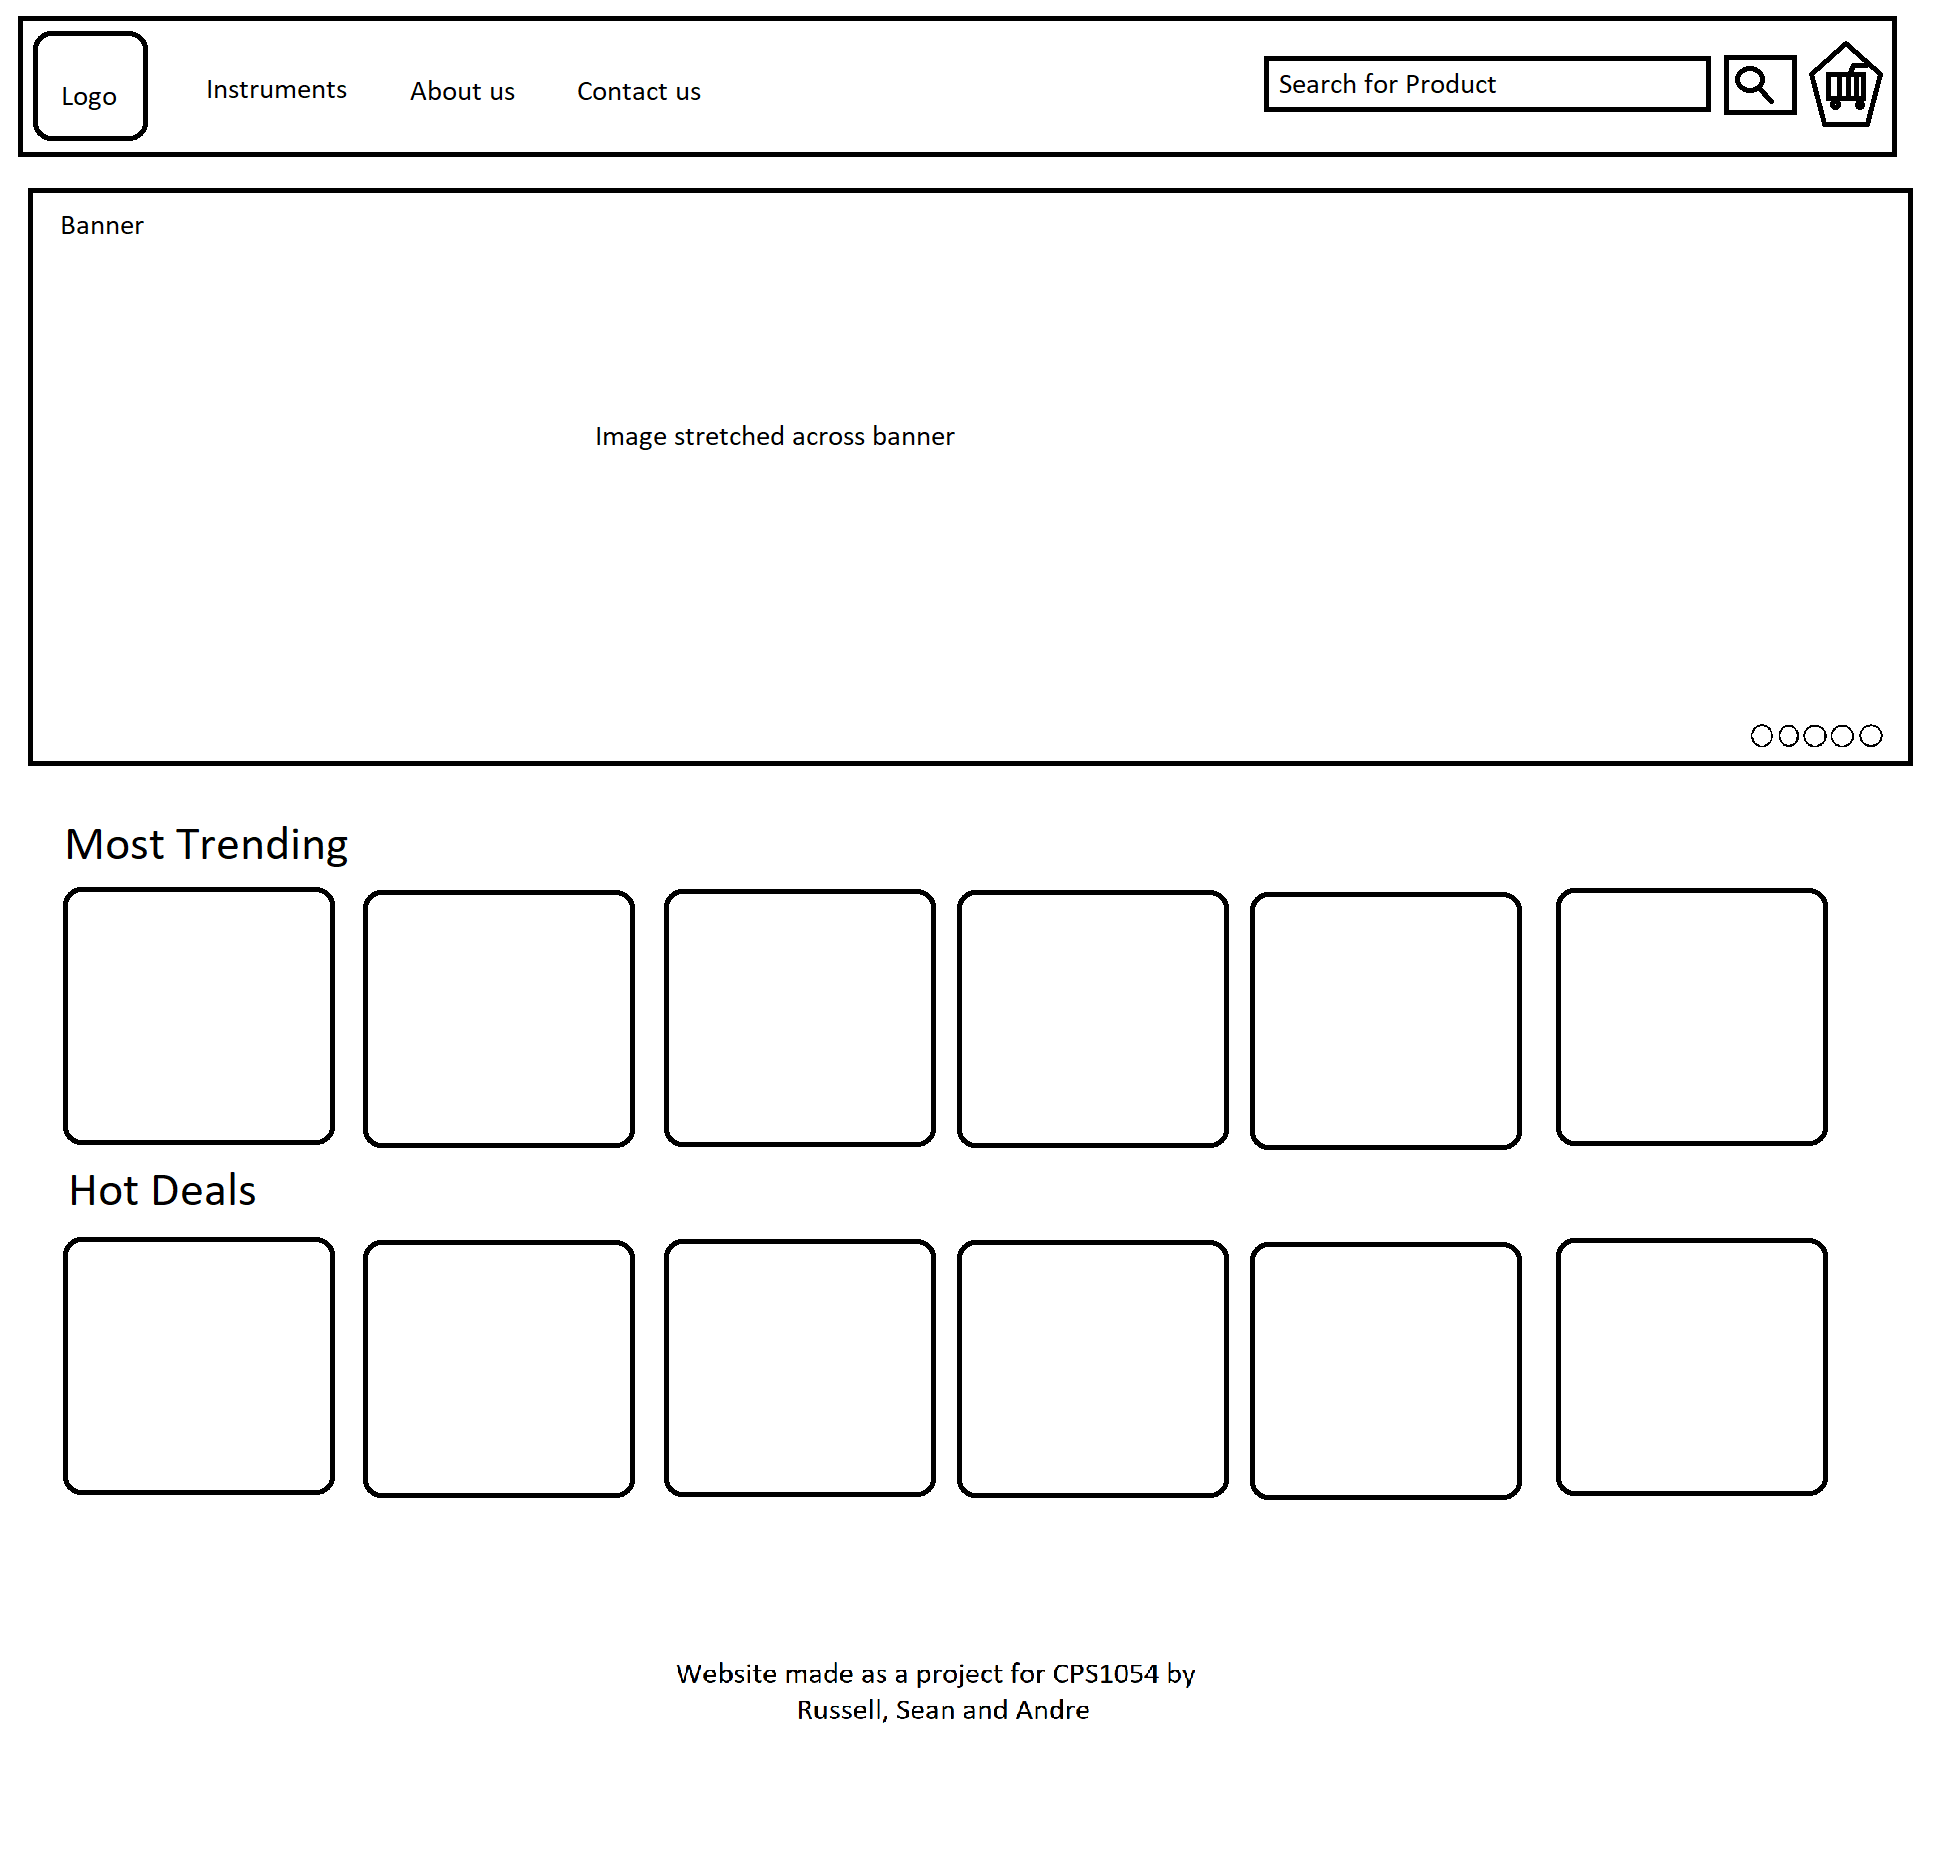 Logo
Instruments
About us
Contact us
Search for Product
Banner
Image stretched across banner
Most Trending
Hot Deals
Website made as a project for CPS1054 by
Russell, Sean and Andre